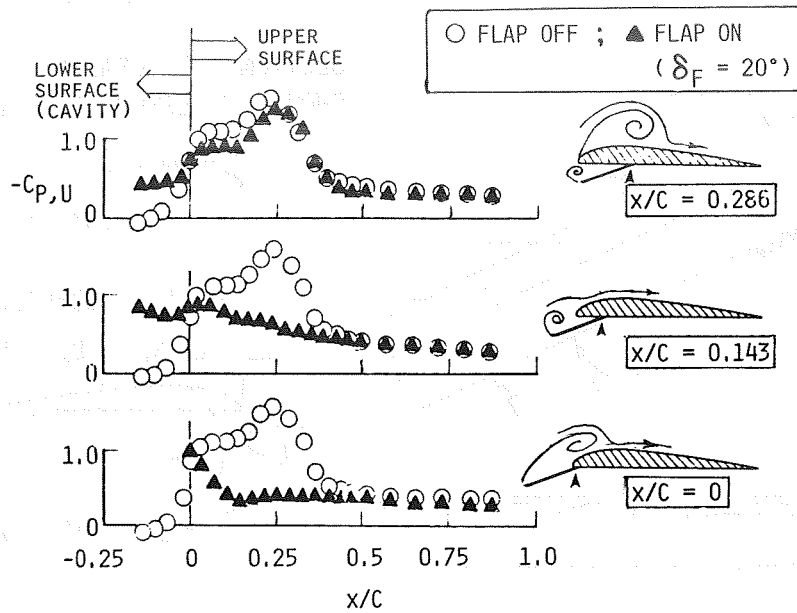 ○ FLAP OFF ; ▲ FLAP ON
(δF = 20°)
UPPER
SURFACE
LOWER
SURFACE
(CAVITY)
1.0
-CP,U
0
x/C = 0.286
1.0
0
x/C = 0.143
1.0
0
x/C = 0
-0.25 0 0.25 0.5 0.75 1.0
x/C